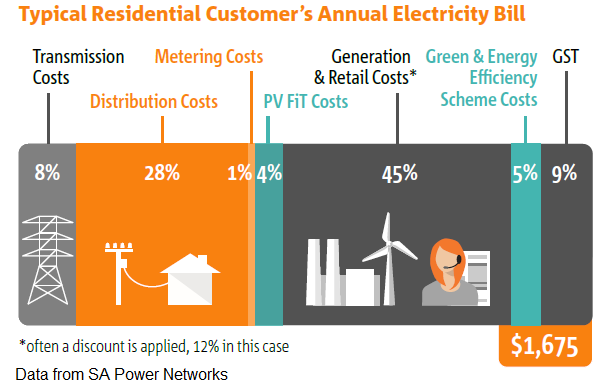 Typical Residential Customer's Annual Electricity Bill
Transmission
Costs
Metering Costs
Distribution Costs
PV FiT Costs
Generation
& Retail Costs*
Green & Energy
Efficiency
Scheme Costs
GST
8% 28% 1% 4% 45% 5% 9%
*often a discount is applied, 12% in this case
$1,675
Data from SA Power Networks